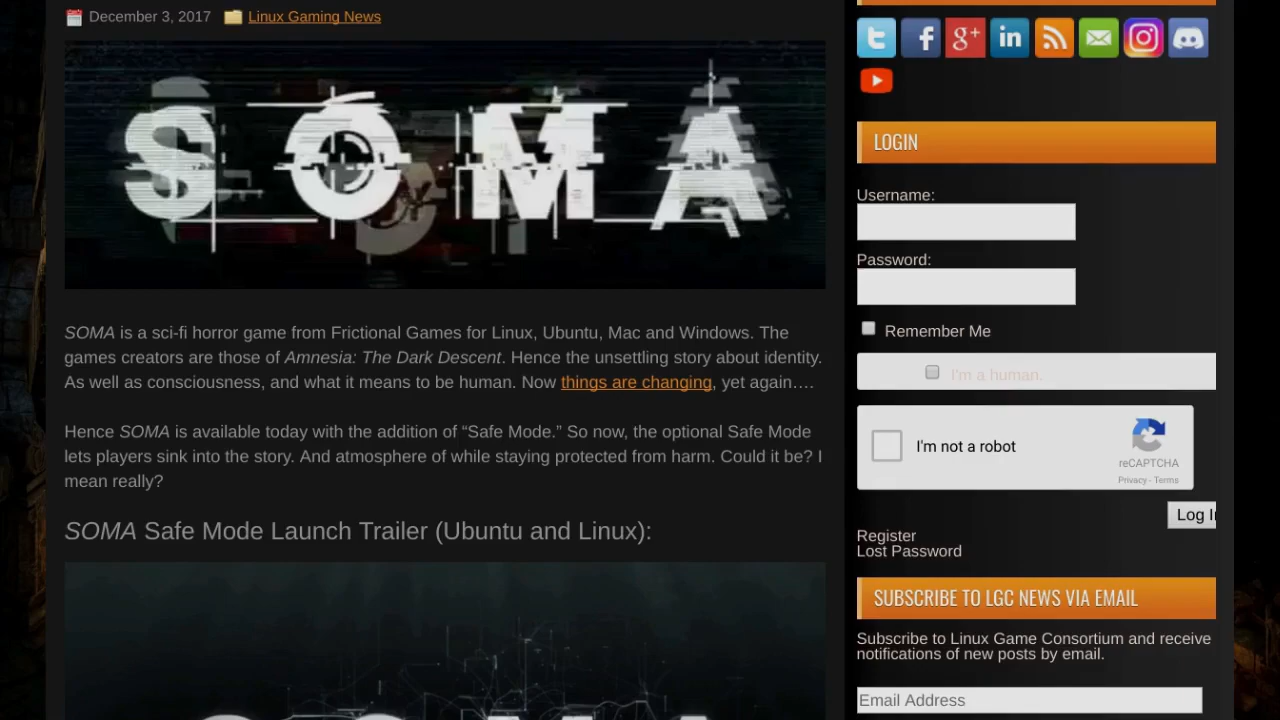 December 3, 2017 Linux Gaming News
SOMA
SOMA is a sci-fi horror game from Frictional Games for Linux, Ubuntu, Mac and Windows. The
games creators are those of Amnesia: The Dark Descent. Hence the unsettling story about identity.
As well as consciousness, and what it means to be human. Now things are changing, yet again….
Hence SOMA is available today with the addition of “Safe Mode.” So now, the optional Safe Mode
lets players sink into the story. And atmosphere of while staying protected from harm. Could it be? I
mean really?
SOMA Safe Mode Launch Trailer (Ubuntu and Linux):
LOGIN
Username:
Password:
Remember Me
I'm a human.
I'm not a robot
reCAPTCHA
Privacy - Terms
Log I
Register
Lost Password
SUBSCRIBE TO LGC NEWS VIA EMAIL
Subscribe to Linux Game Consortium and receive
notifications of new posts by email.
Email Address